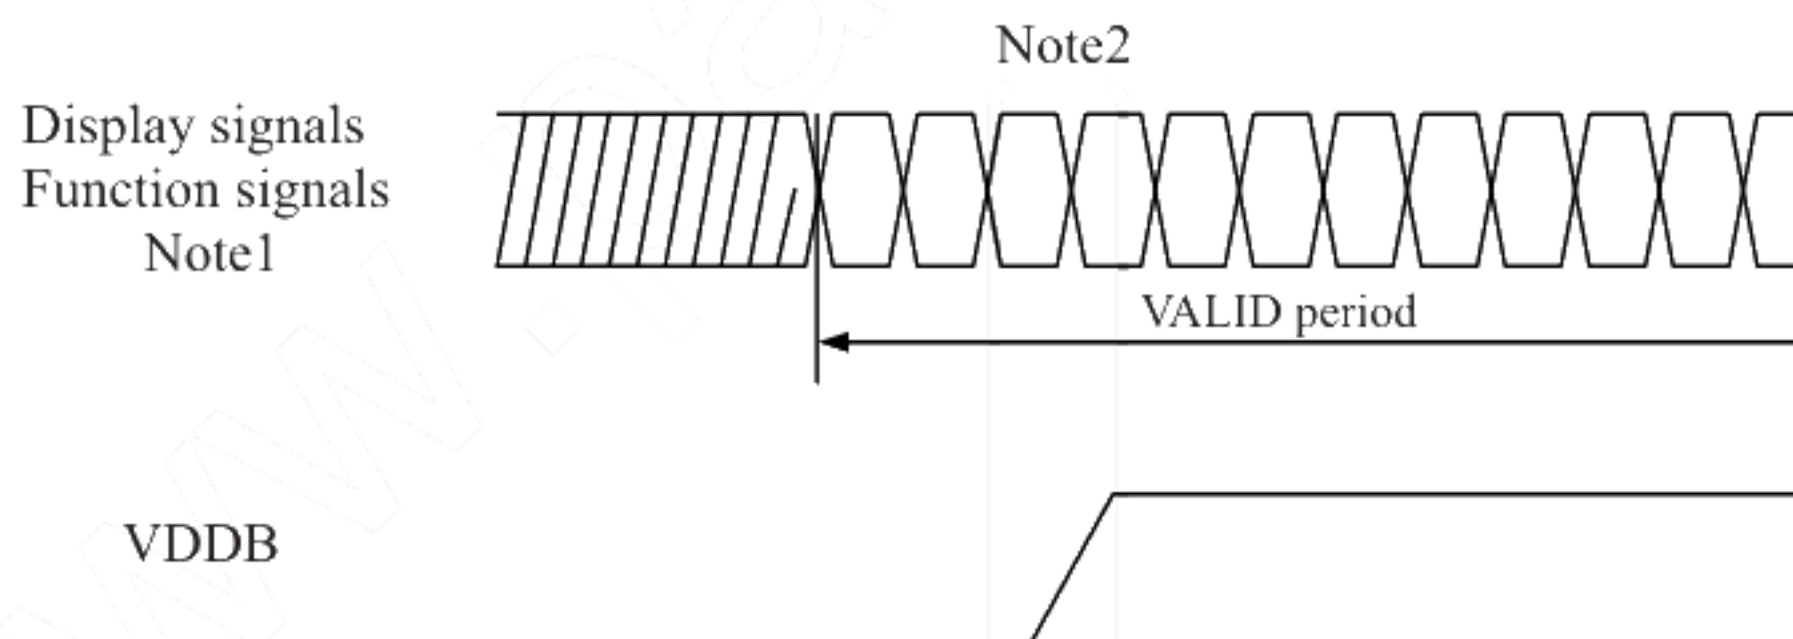 Note2
Display signals
Function signals
Note1
VALID period
VDDB